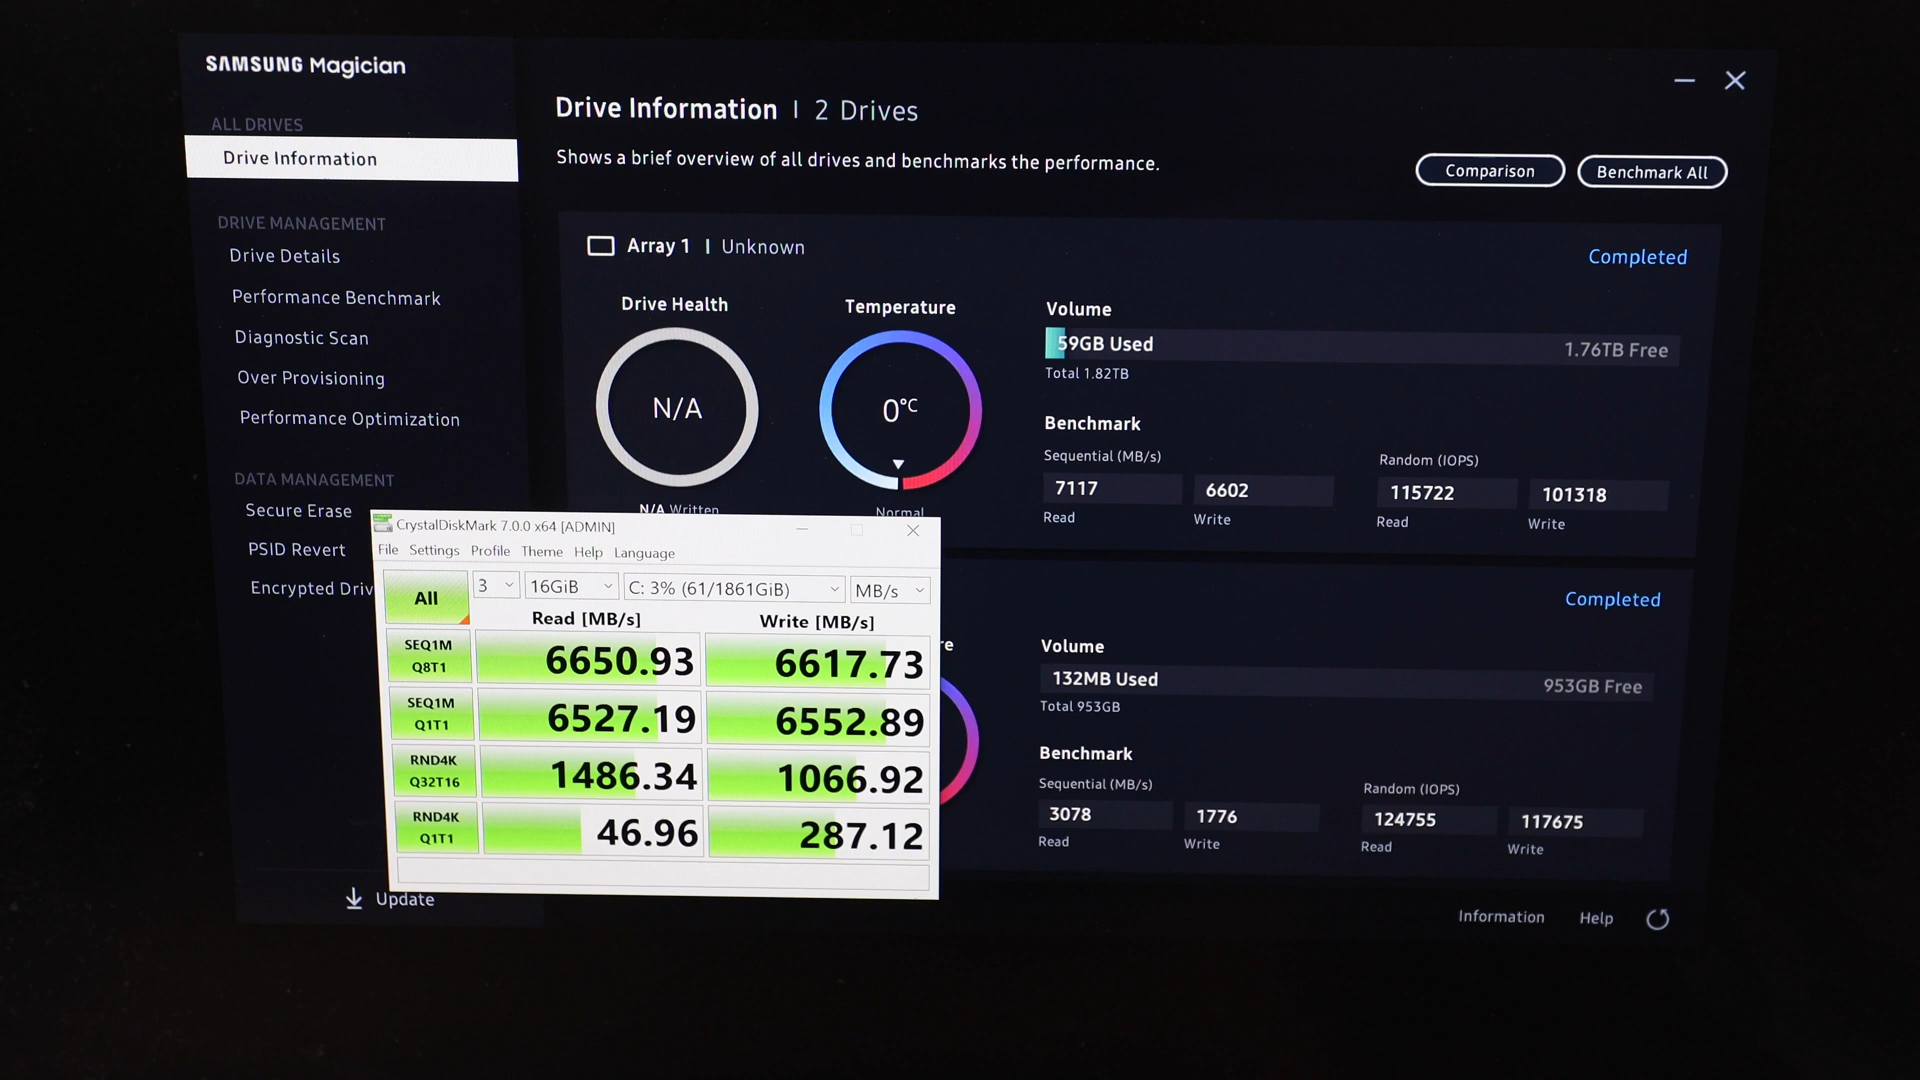 SAMSUNG Magician
ALL DRIVES
Drive Information
DRIVE MANAGEMENT
Drive Details
Performance Benchmark
Diagnostic Scan
Over Provisioning
Performance Optimization
DATA MANAGEMENT
Secure Erase
PSID Revert
Encrypted Driv
Update
Drive Information | 2 Drives
Shows a brief overview of all drives and benchmarks the performance.
Comparison
Benchmark All
Array 1 | Unknown
Completed
Drive Health
N/A
N/A Written
Temperature
0°C
Normal
Volume
59GB Used
1.76TB Free
Total 1.82TB
Benchmark
Sequential (MB/s)
Random (IOPS)
7117 6602 115722 101318
Read Write Read Write
CrystalDiskMark 7.0.0 x64 [ADMIN]
File Settings Profile Theme Help Language
All 3 16GiB C: 3% (61/1861GiB) MB/s
Read [MB/s] Write [MB/s]
SEQ1M
Q8T1
6650.93 6617.73
SEQ1M
Q1T1
6527.19 6552.89
RND4K
Q32T16
1486.34 1066.92
RND4K
Q1T1
46.96 287.12
re
Completed
Volume
132MB Used
953GB Free
Total 953GB
Benchmark
Sequential (MB/s)
Random (IOPS)
3078 1776 124755 117675
Read Write Read Write
Information Help